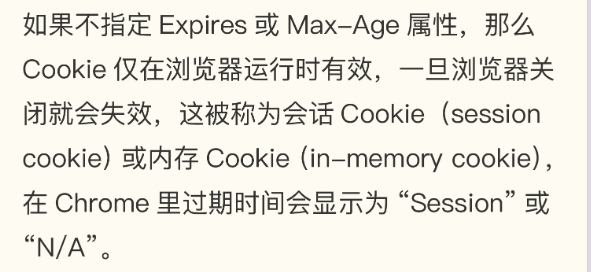 如果不指定 Expires 或 Max-Age 属性，那么
Cookie 仅在浏览器运行时有效，一旦浏览器关
闭就会失效，这被称为会话 Cookie（session
cookie）或内存 Cookie（in-memory cookie），
在 Chrome 里过期时间会显示为 “Session” 或
“N/A”。